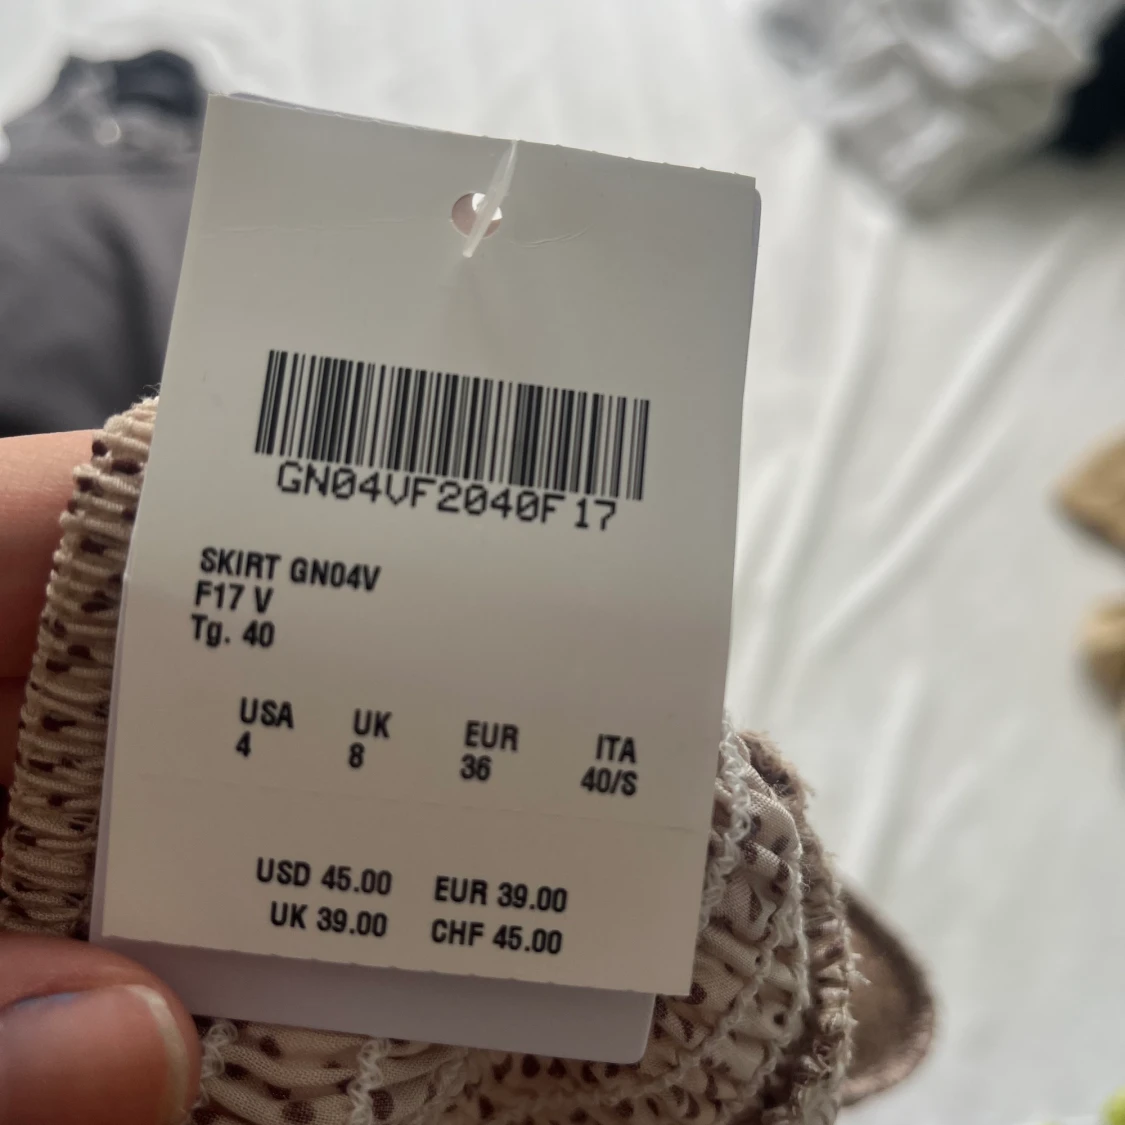 GN04VF2040F17
SKIRT GN04V
F17 V
Tg. 40
USA UK EUR ITA
4 8 36 40/S
USD 45.00 EUR 39.00
UK 39.00 CHF 45.00